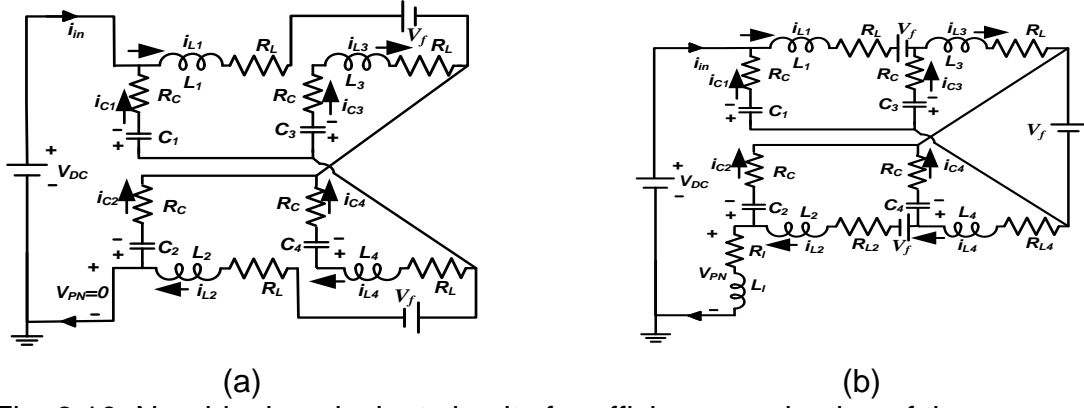 i_in
i_L1
R_L
V_f
i_L3
R_L
L_1
L_3
i_C1
R_C
R_C
i_C3
C_1
C_3
+
V_DC
−
i_C2
R_C
R_C
i_C4
C_2
L_2
C_4
L_4
+
V_PN=0
−
i_L2
R_L
i_L4
V_f
R_L
(a)
i_in
i_L1
R_L
V_f
i_L3
R_L
L_1
L_3
i_C1
R_C
R_C
i_C3
C_1
C_3
V_f
+
V_DC
−
i_C2
R_C
R_C
i_C4
C_2
L_2
C_4
L_4
+
R_l
i_L2
R_L2
V_f
i_L4
R_L4
V_PN
L_l
−
(b)